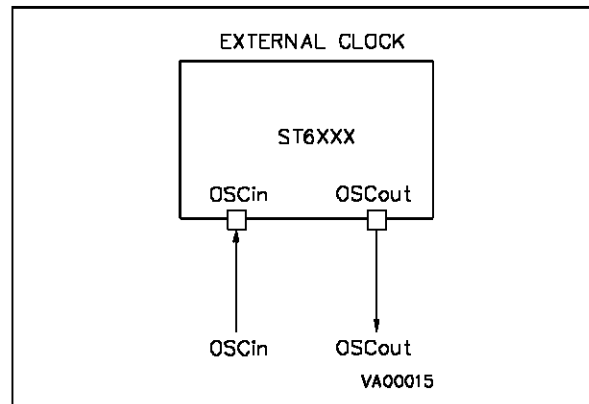 EXTERNAL CLOCK
ST6XXX
OSCin OSCout
OSCin OSCout
VA00015